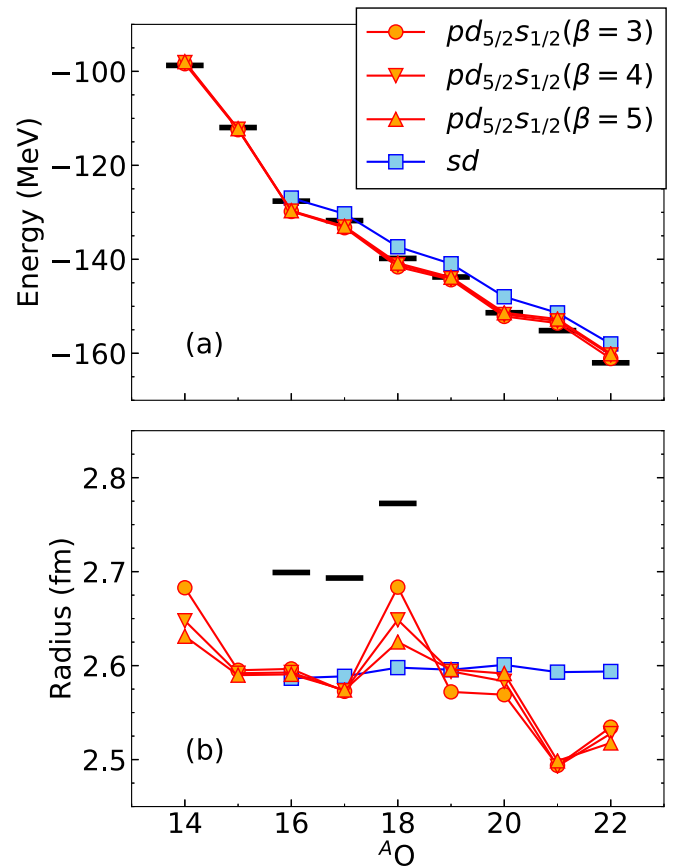 pd₅/₂s₁/₂(β = 3)
pd₅/₂s₁/₂(β = 4)
pd₅/₂s₁/₂(β = 5)
sd
−100
−120
−140
−160
Energy (MeV)
(a)
2.8
2.7
2.6
2.5
Radius (fm)
(b)
14 16 18 20 22
ᴬO